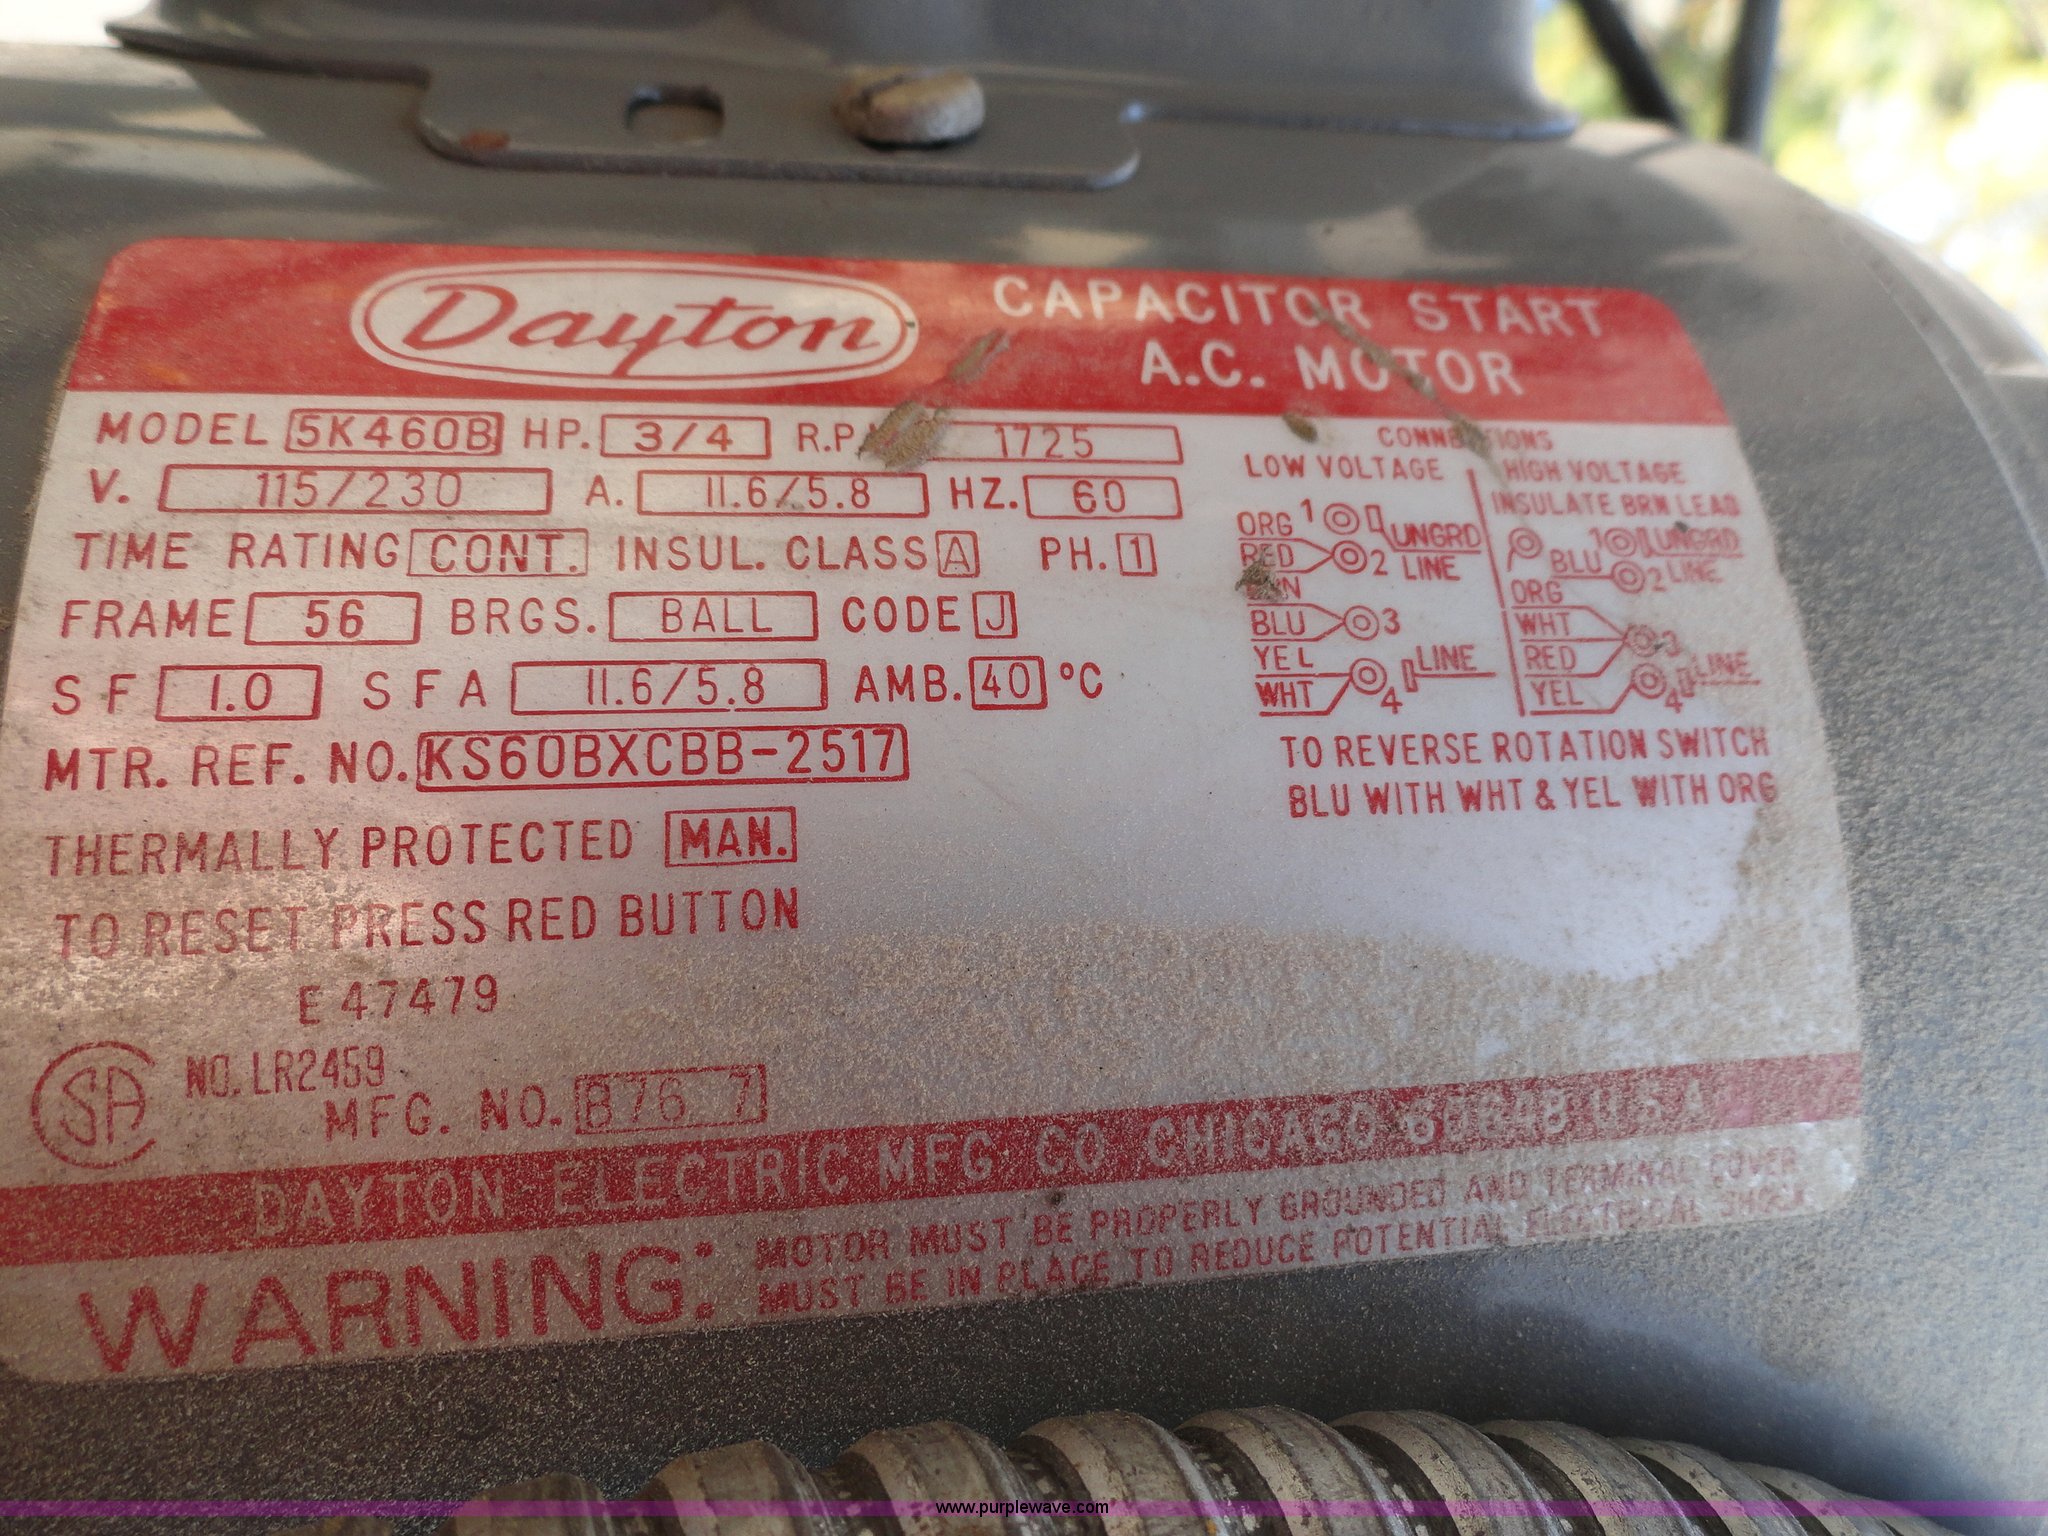 Dayton
CAPACITOR START
A.C. MOTOR
MODEL 5K460B HP. 3/4 R.P. 1725
V. 115/230 A. 11.6/5.8 HZ. 60
TIME RATING CONT. INSUL. CLASS A PH. 1
FRAME 56 BRGS. BALL CODE J
SF 1.0 SFA 11.6/5.8 AMB. 40 °C
MTR. REF. NO. KS60BXCBB-2517
THERMALLY PROTECTED MAN.
TO RESET PRESS RED BUTTON
E47479
SA NO. LR2459
MFG. NO. B76 7
CONNECTIONS
LOW VOLTAGE
ORG 1 UNGRD
RED 2 LINE
BLU 3
YEL LINE
WHT 4
HIGH VOLTAGE
INSULATE BRN LEAD
1 UNGRD
BLU 2 LINE
ORG
WHT 3
RED LINE
YEL 4
TO REVERSE ROTATION SWITCH
BLU WITH WHT & YEL WITH ORG
DAYTON ELECTRIC MFG CO CHICAGO 60648 U S A
WARNING: MOTOR MUST BE PROPERLY GROUNDED AND TERMINAL COVER
MUST BE IN PLACE TO REDUCE POTENTIAL ELECTRICAL SHOCK
www.purplewave.com